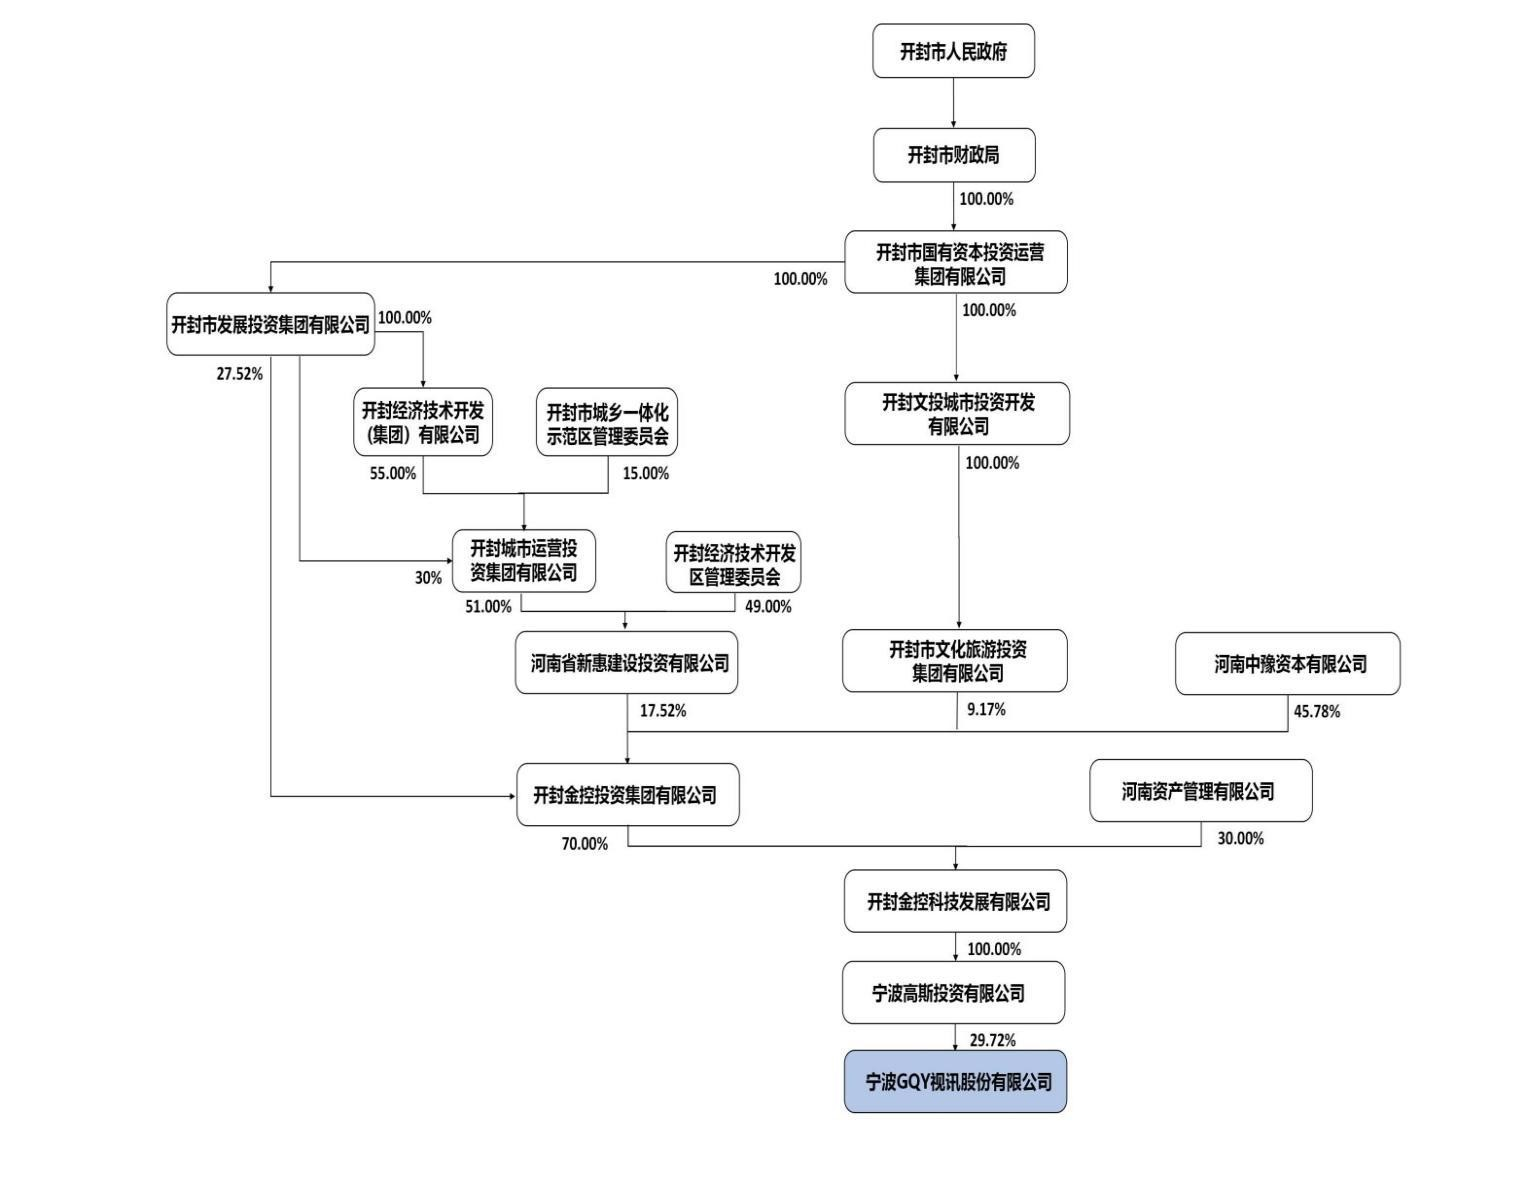 开封市人民政府
开封市财政局
100.00%
开封市国有资本投资运营
集团有限公司
100.00%
100.00%
开封市发展投资集团有限公司
100.00%
27.52%
开封经济技术开发
（集团）有限公司
开封市城乡一体化
示范区管理委员会
开封文投城市投资开发
有限公司
55.00%
15.00%
100.00%
开封城市运营投
资集团有限公司
开封经济技术开发
区管理委员会
30%
51.00%
49.00%
河南省新惠建设投资有限公司
开封市文化旅游投资
集团有限公司
河南中豫资本有限公司
17.52%
9.17%
45.78%
开封金控投资集团有限公司
河南资产管理有限公司
70.00%
30.00%
开封金控科技发展有限公司
100.00%
宁波高斯投资有限公司
29.72%
宁波GQY视讯股份有限公司